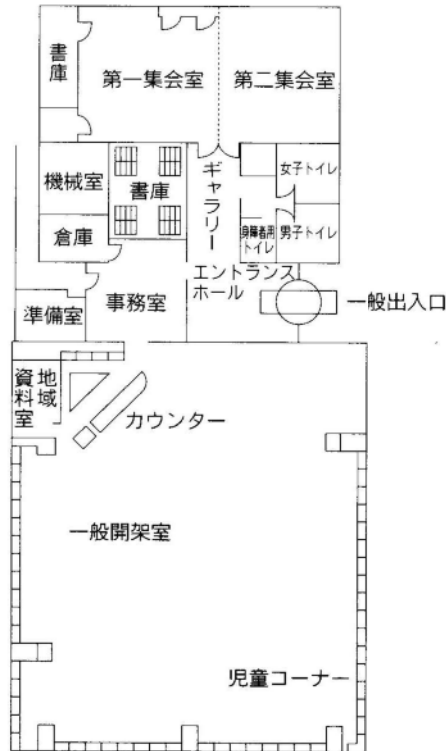 書庫
第一集会室
第二集会室
機械室
書庫
ギャラリー
女子トイレ
倉庫
身障者用
トイレ
男子トイレ
エントランス
ホール
準備室
事務室
一般出入口
地域
資料室
カウンター
一般開架室
児童コーナー